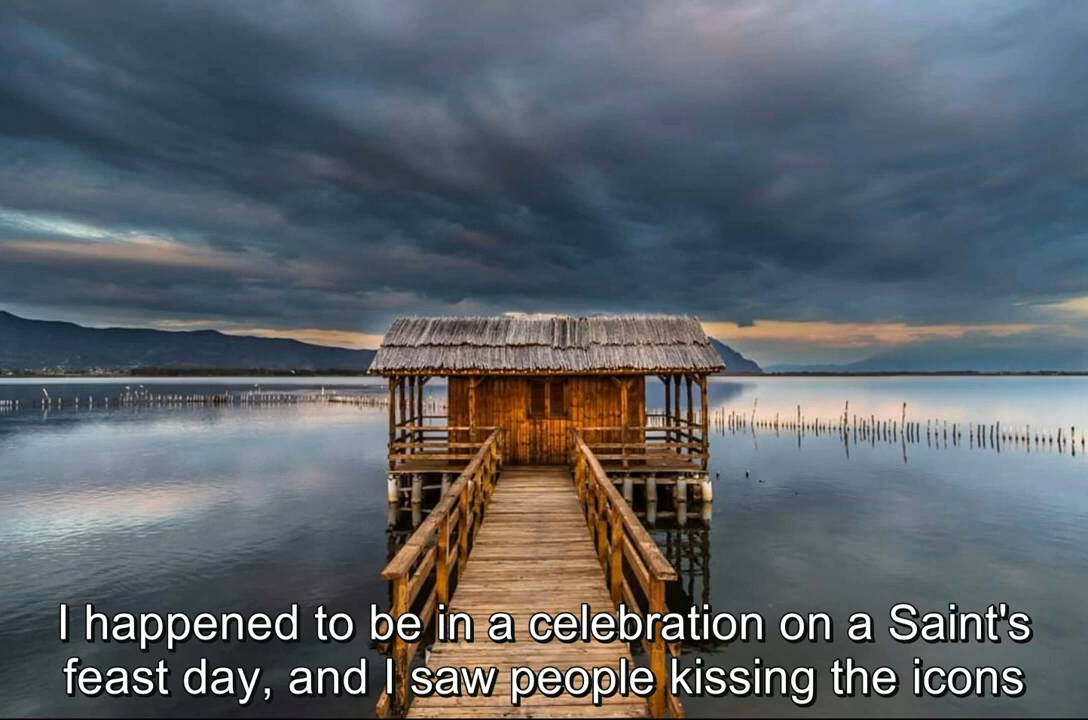 I happened to be in a celebration on a Saint's
feast day, and I saw people kissing the icons